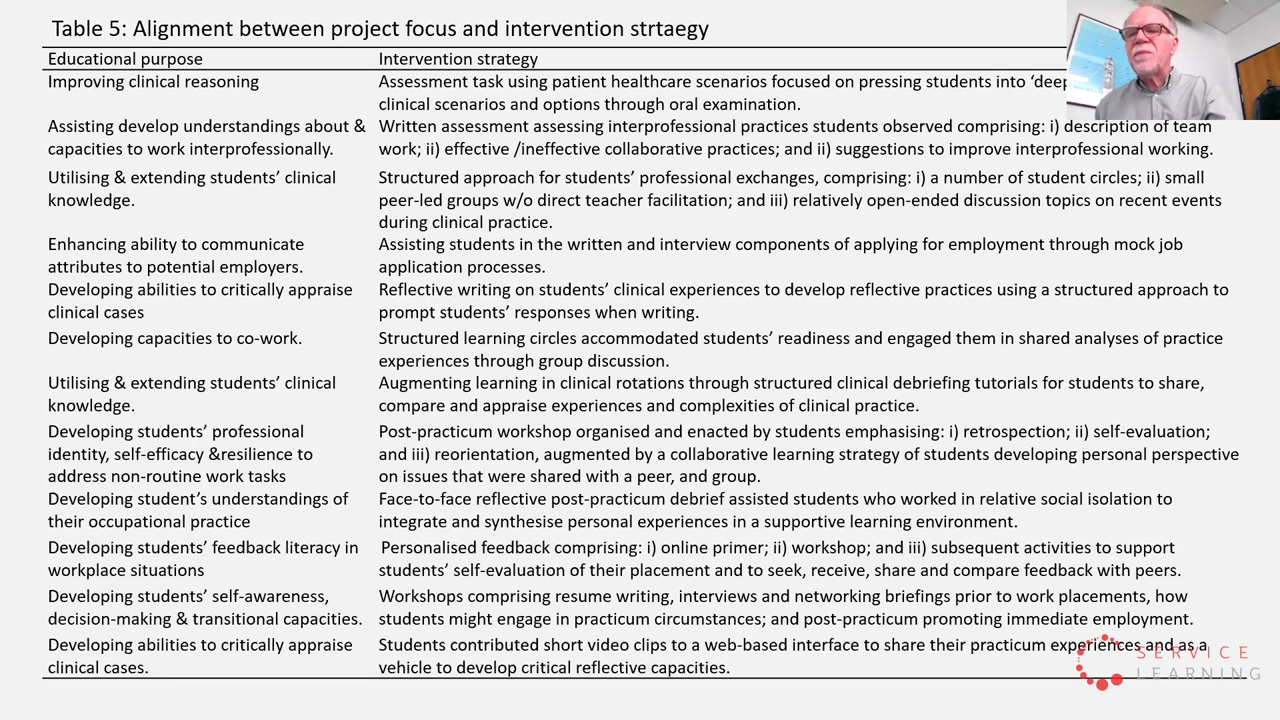 Table 5: Alignment between project focus and intervention strtaegy
Educational purpose Intervention strategy
Improving clinical reasoning Assessment task using patient healthcare scenarios focused on pressing students into
clinical scenarios and options through oral examination.
Assisting develop understandings about & Written assessment assessing interprofessional practices students observed comprising: i) description of team
capacities to work interprofessionally. work; ii) effective /ineffective collaborative practices; and ii) suggestions to improve interprofessional working.
Utilising & extending students’ clinical Structured approach for students’ professional exchanges, comprising: i) a number of student circles; ii) small
knowledge. peer-led groups w/o direct teacher facilitation; and iii) relatively open-ended discussion topics on recent events
during clinical practice.
Enhancing ability to communicate Assisting students in the written and interview components of applying for employment through mock job
attributes to potential employers. application processes.
Developing abilities to critically appraise Reflective writing on students’ clinical experiences to develop reflective practices using a structured approach to
clinical cases prompt students’ responses when writing.
Developing capacities to co-work. Structured learning circles accommodated students’ readiness and engaged them in shared analyses of practice
experiences through group discussion.
Utilising & extending students’ clinical Augmenting learning in clinical rotations through structured clinical debriefing tutorials for students to share,
knowledge. compare and appraise experiences and complexities of clinical practice.
Developing students’ professional Post-practicum workshop organised and enacted by students emphasising: i) retrospection; ii) self-evaluation;
identity, self-efficacy &resilience to and iii) reorientation, augmented by a collaborative learning strategy of students developing personal perspective
address non-routine work tasks on issues that were shared with a peer, and group.
Developing student’s understandings of Face-to-face reflective post-practicum debrief assisted students who worked in relative social isolation to
their occupational practice integrate and synthesise personal experiences in a supportive learning environment.
Developing students’ feedback literacy in Personalised feedback comprising: i) online primer; ii) workshop; and iii) subsequent activities to support
workplace situations students’ self-evaluation of their placement and to seek, receive, share and compare feedback with peers.
Developing students’ self-awareness, Workshops comprising resume writing, interviews and networking briefings prior to work placements, how
decision-making & transitional capacities. students might engage in practicum circumstances; and post-practicum promoting immediate employment.
Developing abilities to critically appraise Students contributed short video clips to a web-based interface to share their practicum experiences and as a
clinical cases. vehicle to develop critical reflective capacities.
SERVICE
LEARNING